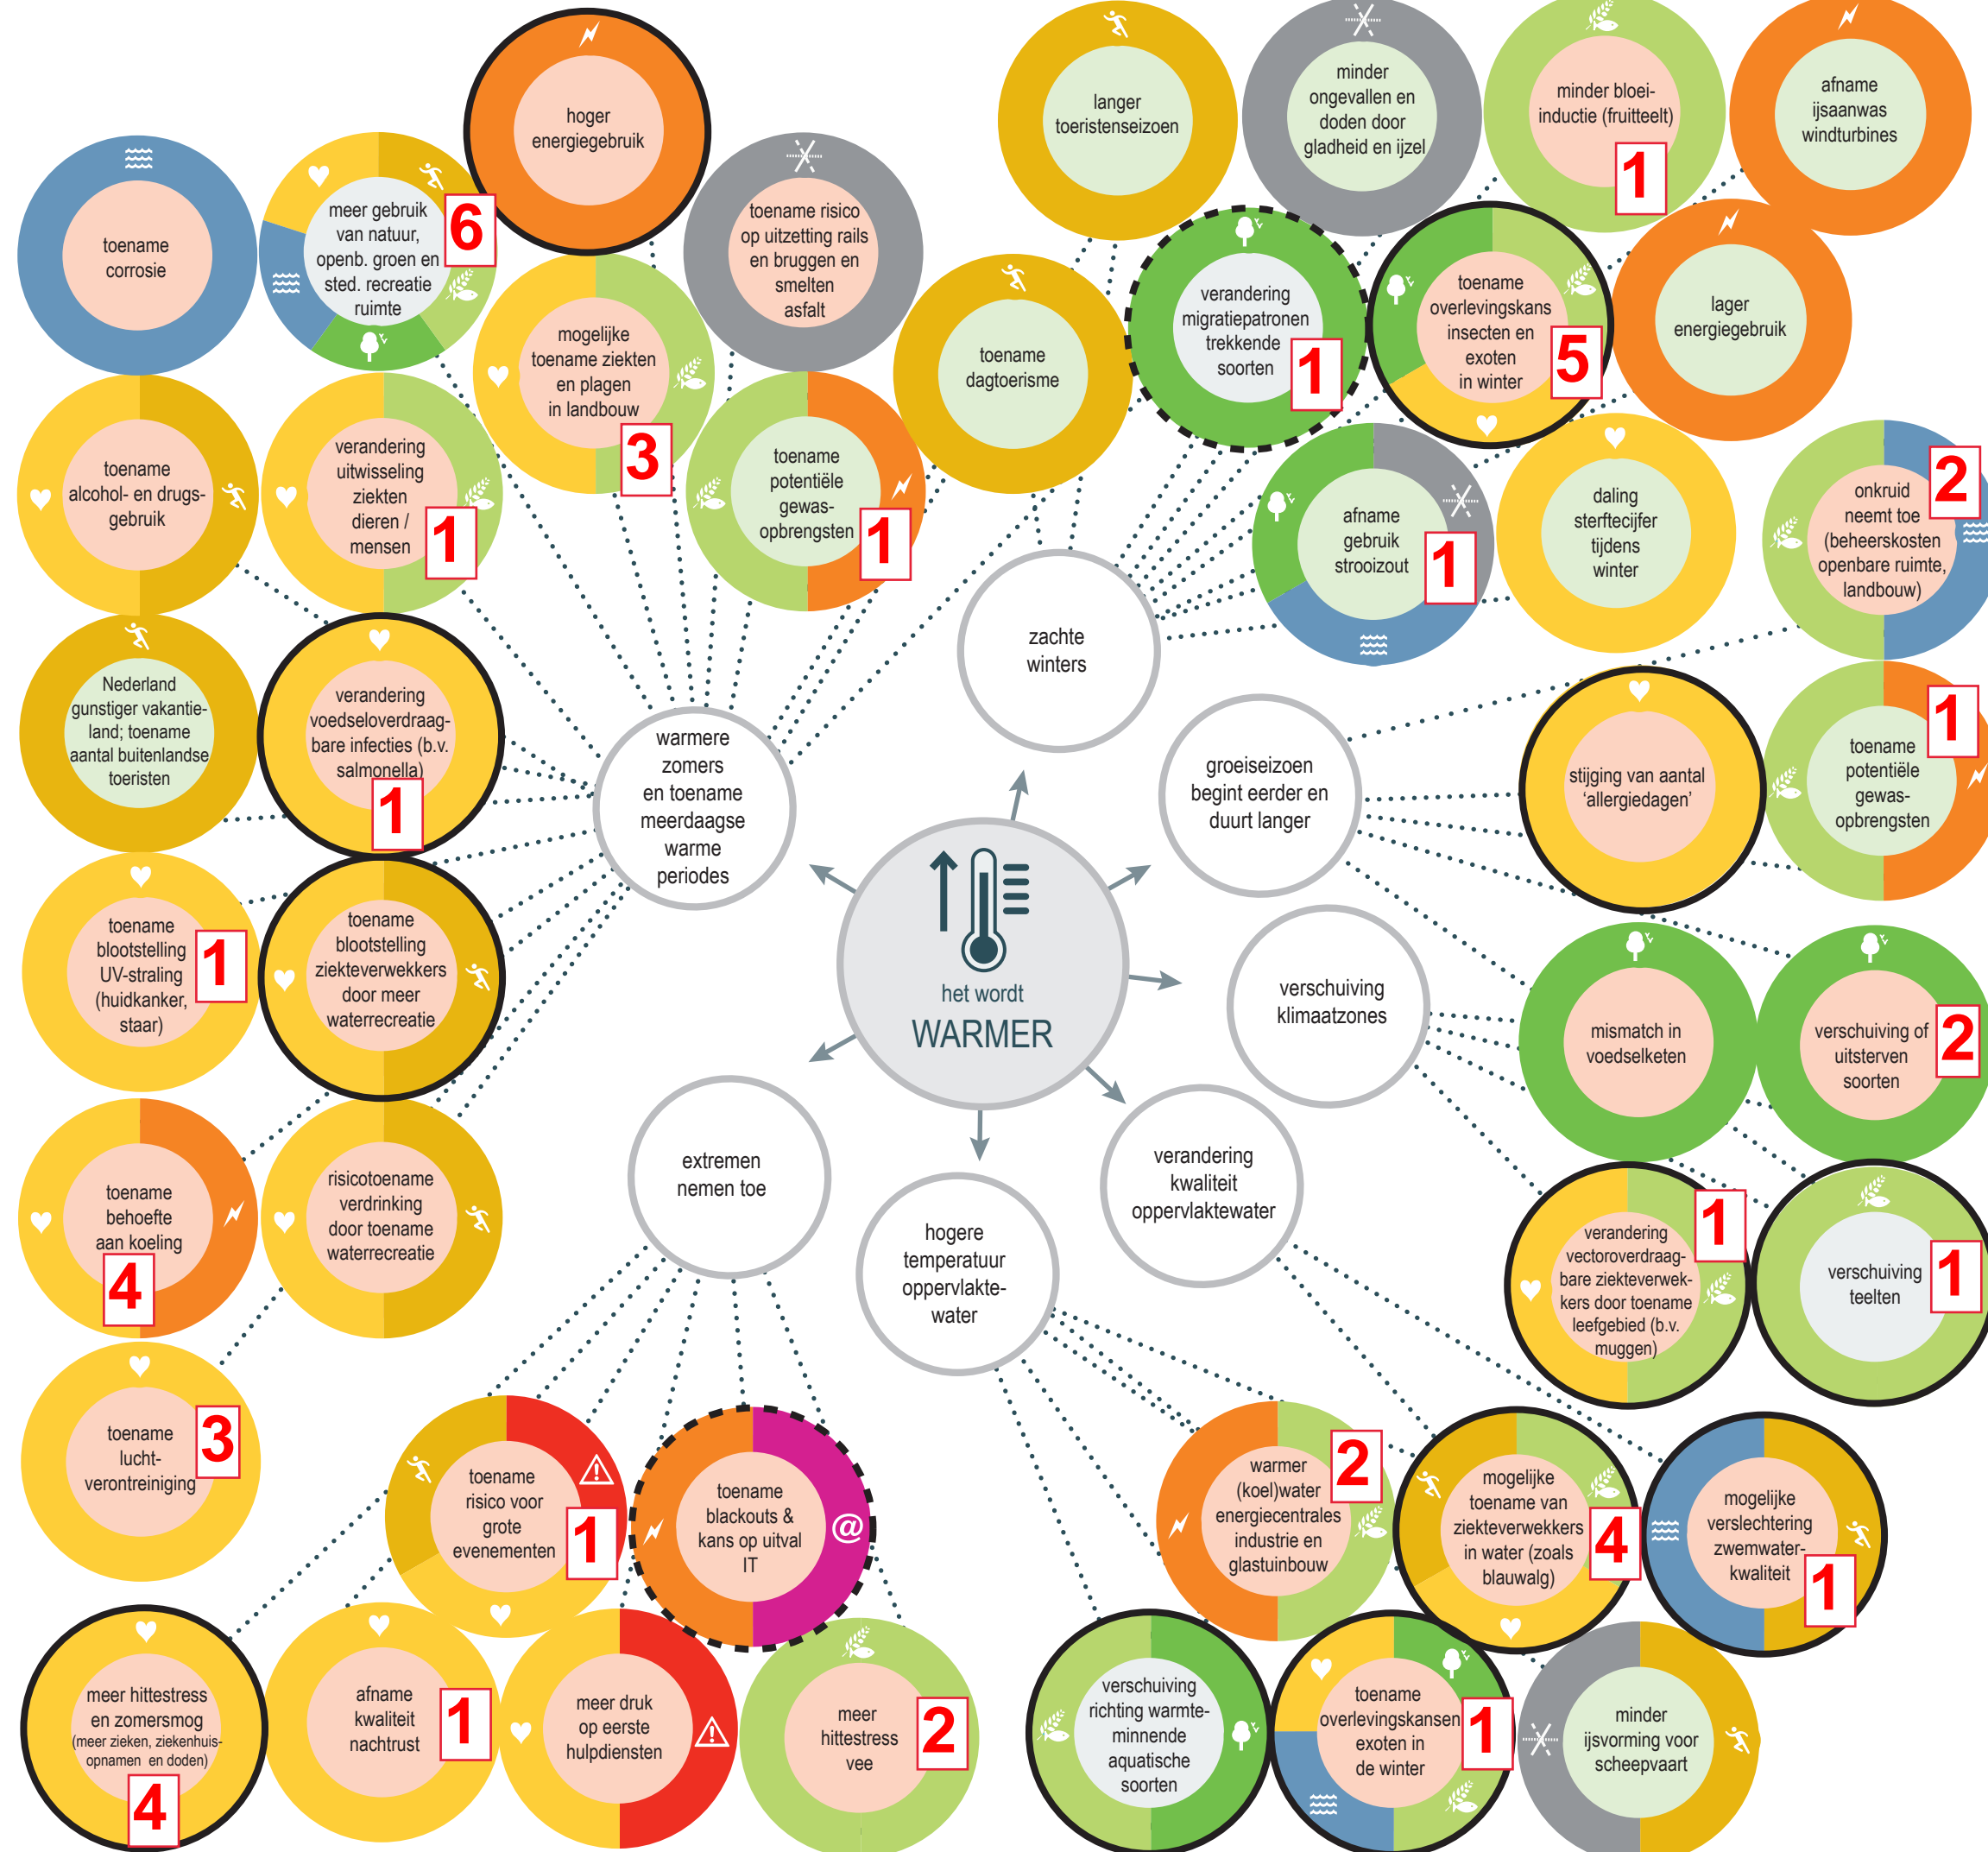 hoger
energiegebruik
langer
toeristenseizoen
minder
ongevallen en
doden door
gladheid en ijzel
minder bloei-
inductie (fruitteelt)
1
afname
ijsaanwas
windturbines
toename
corrosie
meer gebruik
van natuur,
openb. groen en
sted. recreatie
ruimte
6
toename risico
op uitzetting rails
en bruggen en
smelten
asfalt
mogelijke
toename ziekten
en plagen
in landbouw
3
toename
dagtoerisme
verandering
migratiepatronen
trekkende
soorten
1
toename
overlevingskans
insecten en
exoten
in winter
5
lager
energiegebruik
toename
alcohol- en drugs-
gebruik
verandering
uitwisseling
ziekten
dieren /
mensen
1
toename
potentiële
gewas-
opbrengsten
1
afname
gebruik
strooizout
1
daling
sterftecijfer
tijdens
winter
onkruid
neemt toe
(beheerskosten
openbare ruimte,
landbouw)
2
zachte
winters
Nederland
gunstiger vakantie-
land; toename
aantal buitenlandse
toeristen
verandering
voedseloverdraag-
bare infecties (b.v.
salmonella)
1
warmere
zomers
en toename
meerdaagse
warme
periodes
groeiseizoen
begint eerder en
duurt langer
stijging van aantal
‘allergiedagen’
toename
potentiële
gewas-
opbrengsten
1
toename
blootstelling
UV-straling
(huidkanker,
staar)
1
toename
blootstelling
ziekteverwekkers
door meer
waterrecreatie
het wordt
WARMER
verschuiving
klimaatzones
mismatch in
voedselketen
verschuiving of
uitsterven
soorten
2
toename
behoefte
aan koeling
4
risicotoename
verdrinking
door toename
waterrecreatie
extremen
nemen toe
hogere
temperatuur
oppervlakte-
water
verandering
kwaliteit
oppervlaktewater
verandering
vectoroverdraag-
bare ziekteverwek-
kers door toename
leefgebied (b.v.
muggen)
1
verschuiving
teelten
1
toename
lucht-
verontreiniging
3
toename
risico voor
grote
evenementen
1
toename
blackouts &
kans op uitval
IT
@
warmer
(koel)water
energiecentrales
industrie en
glastuinbouw
2
mogelijke
toename van
ziekteverwekkers
in water (zoals
blauwalg)
4
mogelijke
verslechtering
zwemwater-
kwaliteit
1
meer hittestress
en zomersmog
(meer zieken, ziekenhuis-
opnamen en doden)
4
afname
kwaliteit
nachtrust
1
meer druk
op eerste
hulpdiensten
meer
hittestress
vee
2
verschuiving
richting warmte-
minnende
aquatische
soorten
toename
overlevingskansen
exoten in
de winter
1
minder
ijsvorming voor
scheepvaart